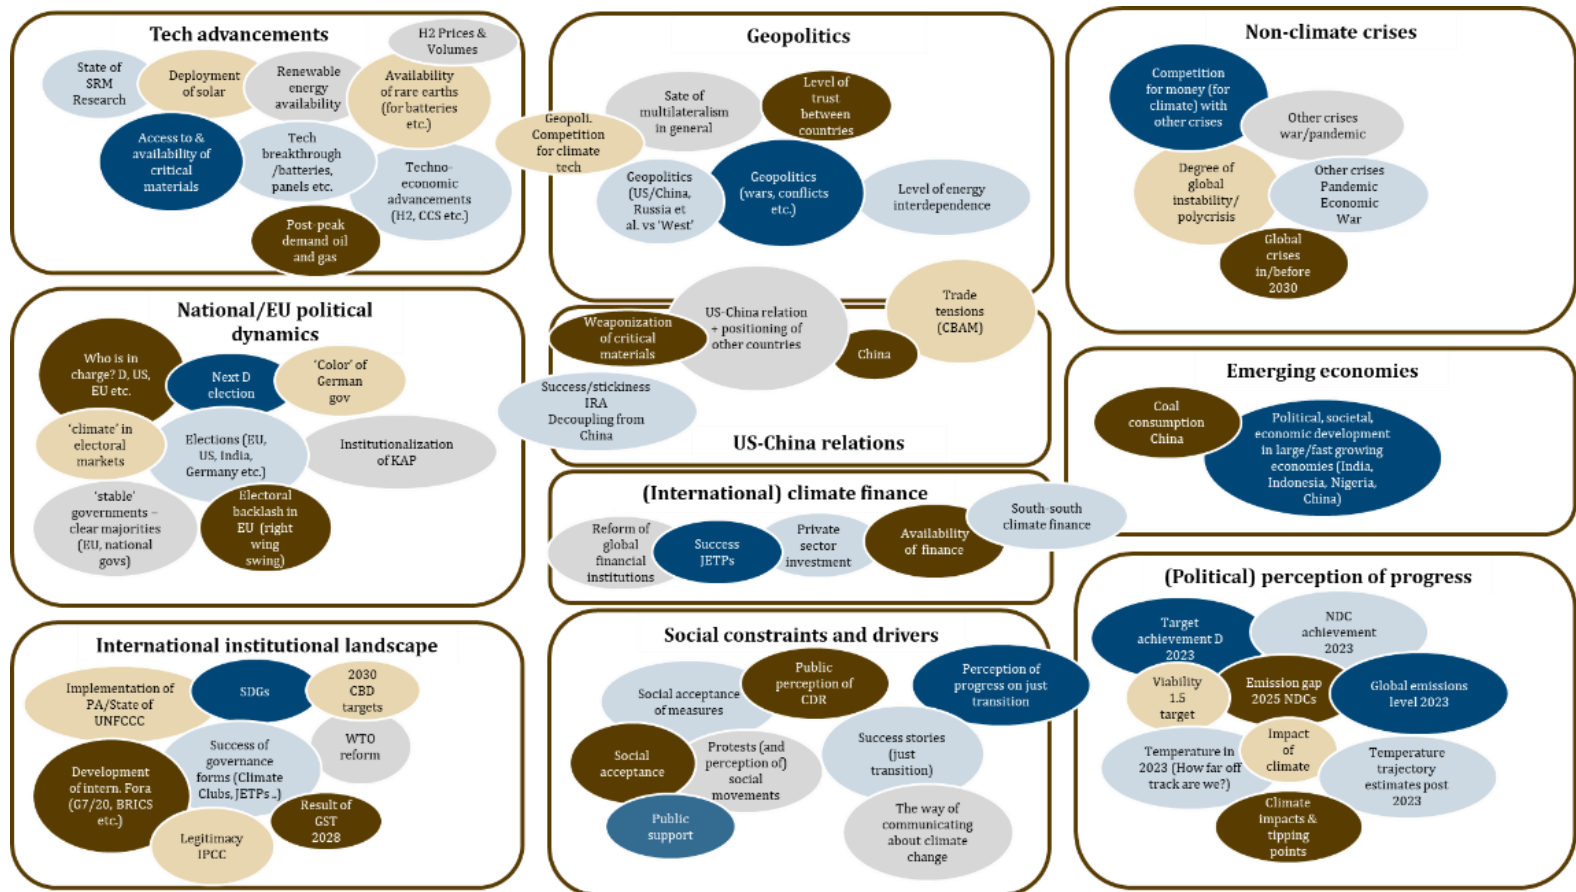 Tech advancements
H2 Prices &
Volumes
State of
SRM
Research
Deployment
of solar
Renewable
energy
availability
Availability
of rare earths
(for batteries
etc.)
Access to &
availability of
critical
materials
Tech
breakthrough
/batteries,
panels etc.
Techno-
economic
advancements
(H2, CCS etc.)
Post-peak
demand oil
and gas
Geopolitics
Sate of
multilateralism
in general
Level of
trust
between
countries
Geopoli.
Competition
for climate
tech
Geopolitics
(US/China,
Russia et
al. vs ‘West’
Geopolitics
(wars, conflicts
etc.)
Level of energy
interdependence
Non-climate crises
Competition
for money (for
climate) with
other crises
Other crises
war/pandemic
Degree of
global
instability/
polycrisis
Other crises
Pandemic
Economic
War
Global
crises
in/before
2030
National/EU political
dynamics
Who is in
charge? D, US,
EU etc.
Next D
election
‘Color’ of
German
gov
‘climate’ in
electoral
markets
Elections (EU,
US, India,
Germany etc.)
Institutionalization
of KAP
‘stable’
governments –
clear majorities
(EU, national
govs)
Electoral
backlash in
EU (right
wing
swing)
Weaponization
of critical
materials
US-China relation
+ positioning of
other countries
China
Trade
tensions
(CBAM)
Success/stickiness
IRA
Decoupling from
China
US-China relations
Emerging economies
Coal
consumption
China
Political, societal,
economic development
in large/fast growing
economies (India,
Indonesia, Nigeria,
China)
(International) climate finance
Reform of
global
financial
institutions
Success
JETPs
Private
sector
investment
Availability
of finance
South-south
climate finance
International institutional landscape
Implementation of
PA/State of
UNFCCC
SDGs
2030
CBD
targets
Success of
governance
forms (Climate
Clubs, JETPs ..)
WTO
reform
Development
of intern. Fora
(G7/20, BRICS
etc.)
Legitimacy
IPCC
Result of
GST
2028
Social constraints and drivers
Social acceptance
of measures
Public
perception of
CDR
Perception of
progress on just
transition
Social
acceptance
Protests (and
perception of)
social
movements
Success stories
(just
transition)
Public
support
The way of
communicating
about climate
change
(Political) perception of progress
Target
achievement D
2023
NDC
achievement
2023
Viability
1.5
target
Emission gap
2025 NDCs
Global emissions
level 2023
Temperature in
2023 (How far off
track are we?)
Impact
of
climate
Temperature
trajectory
estimates post
2023
Climate
impacts &
tipping
points